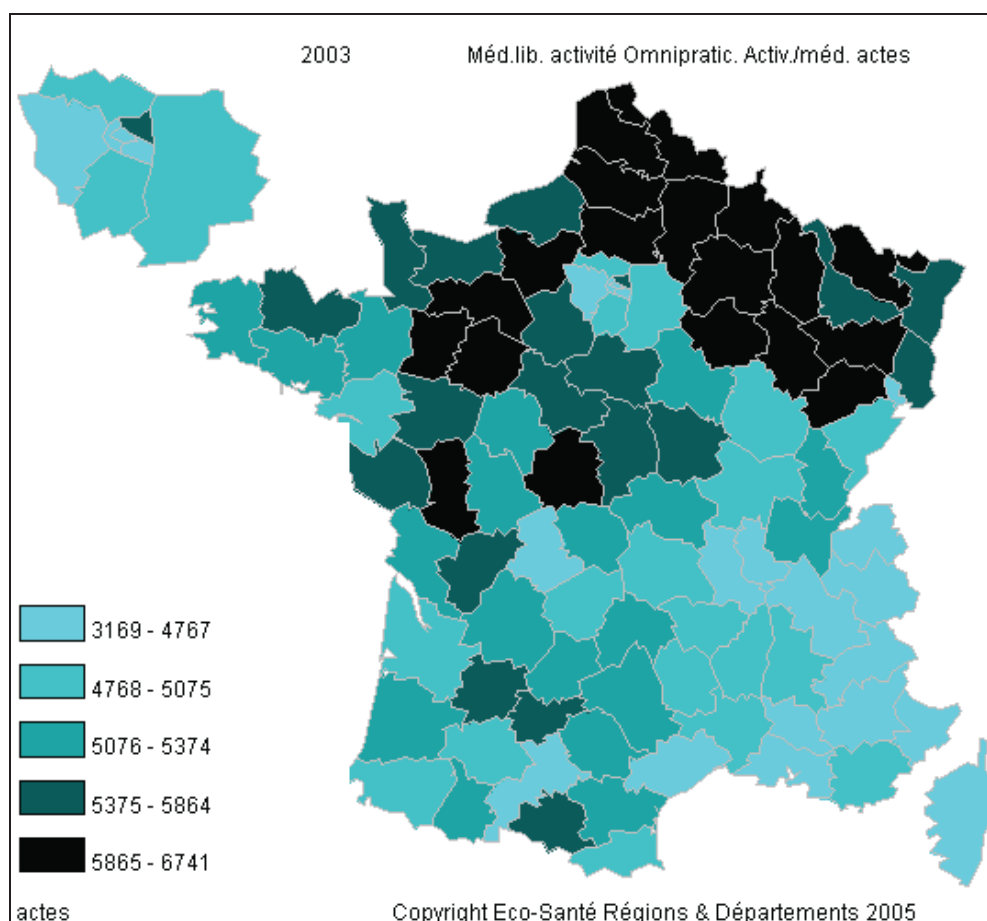 2003 Méd.lib. activité Omnipratic. Activ./méd. actes
3169 - 4767
4768 - 5075
5076 - 5374
5375 - 5864
5865 - 6741
actes Copyright Eco-Santé Régions & Départements 2005